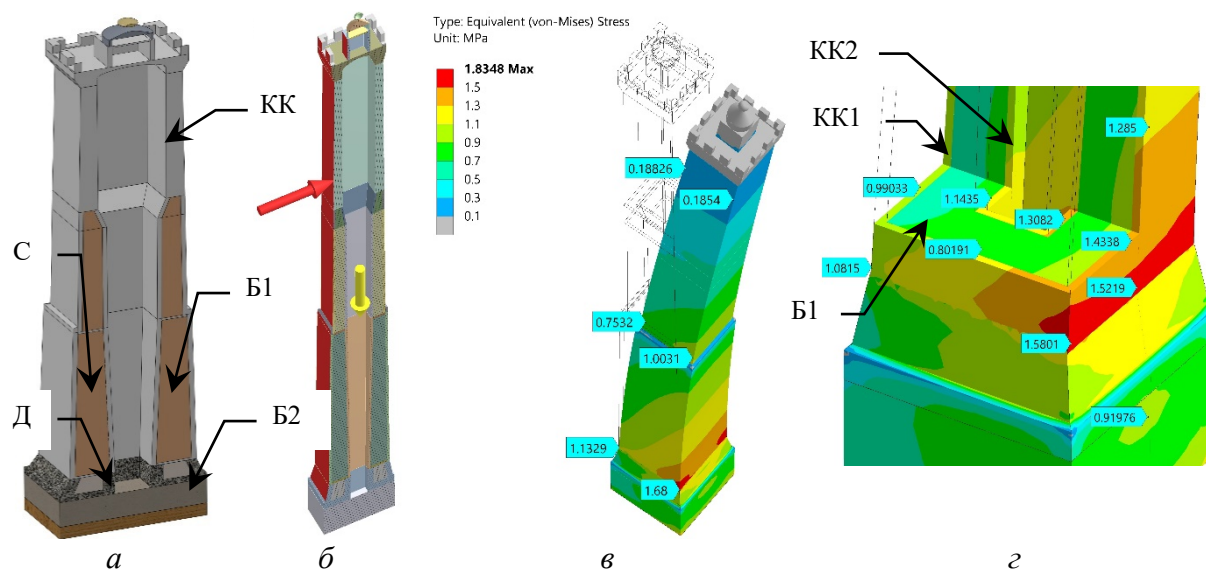 КК
С
Б1
Д
Б2
а
б
Type: Equivalent (von-Mises) Stress
Unit: MPa
1.8348 Max
1.5
1.3
1.1
0.9
0.7
0.5
0.3
0.1
0.18826
0.1854
0.7532
1.0031
1.1329
1.68
в
КК2
КК1
1.285
0.99033
1.1435
1.3082
1.4338
0.80191
1.0815
1.5219
Б1
1.5801
0.91976
г